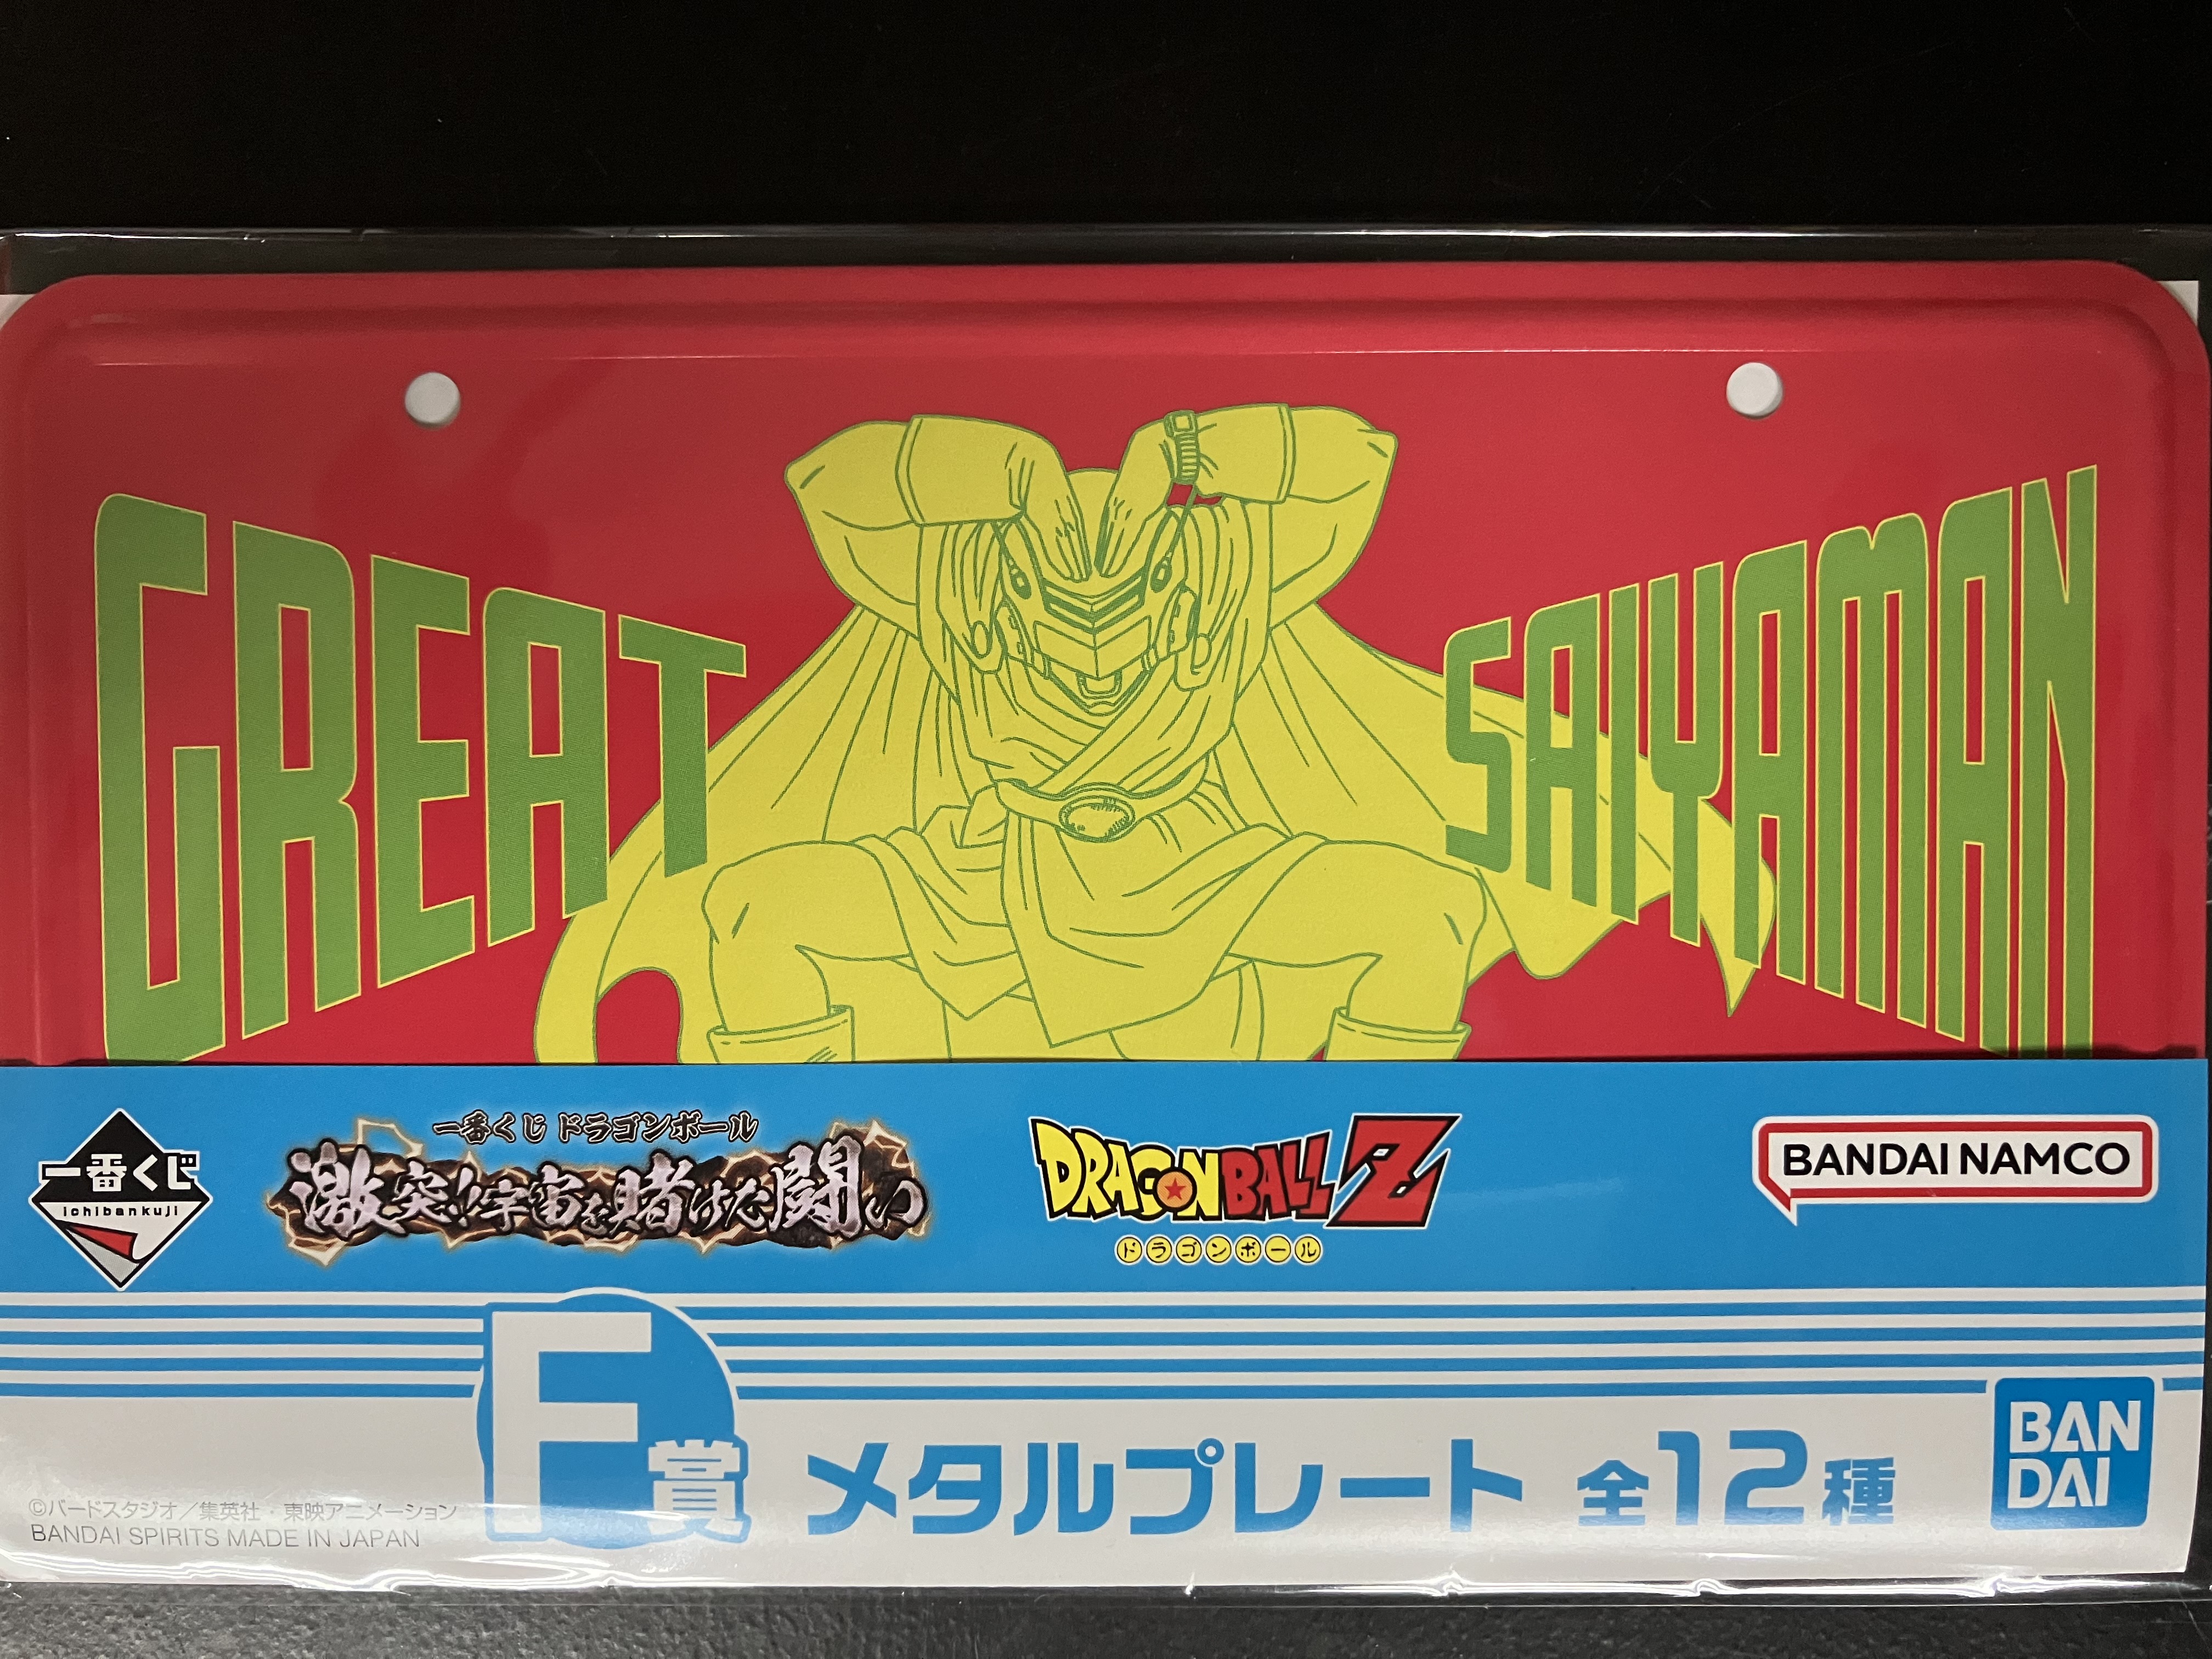 GREAT
SAIYAMAN
一番くじ
ichibankuji
一番くじ ドラゴンボール
激突!!宇宙を賭けた闘い
DRAGONBALL Z
ドラゴンボール
BANDAI NAMCO
F賞 メタルプレート 全12種
BAN
DAI
©バードスタジオ／集英社・東映アニメーション
BANDAI SPIRITS MADE IN JAPAN